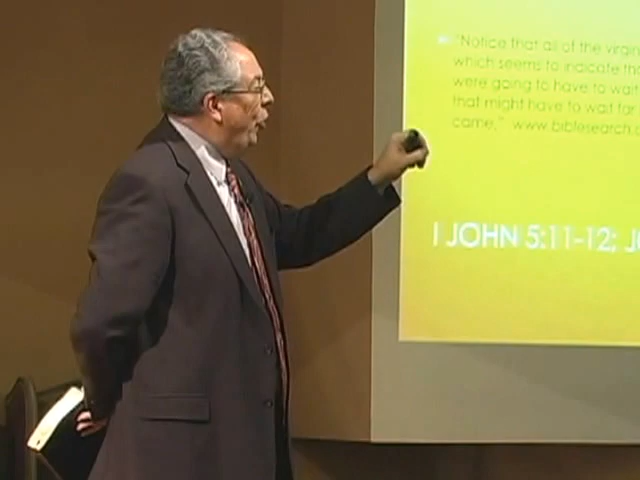 "Notice that all of the virgin
which seems to indicate tha
were going to have to wait
that might have to wait far
came," www.biblesearch.c
I JOHN 5:11-12; J